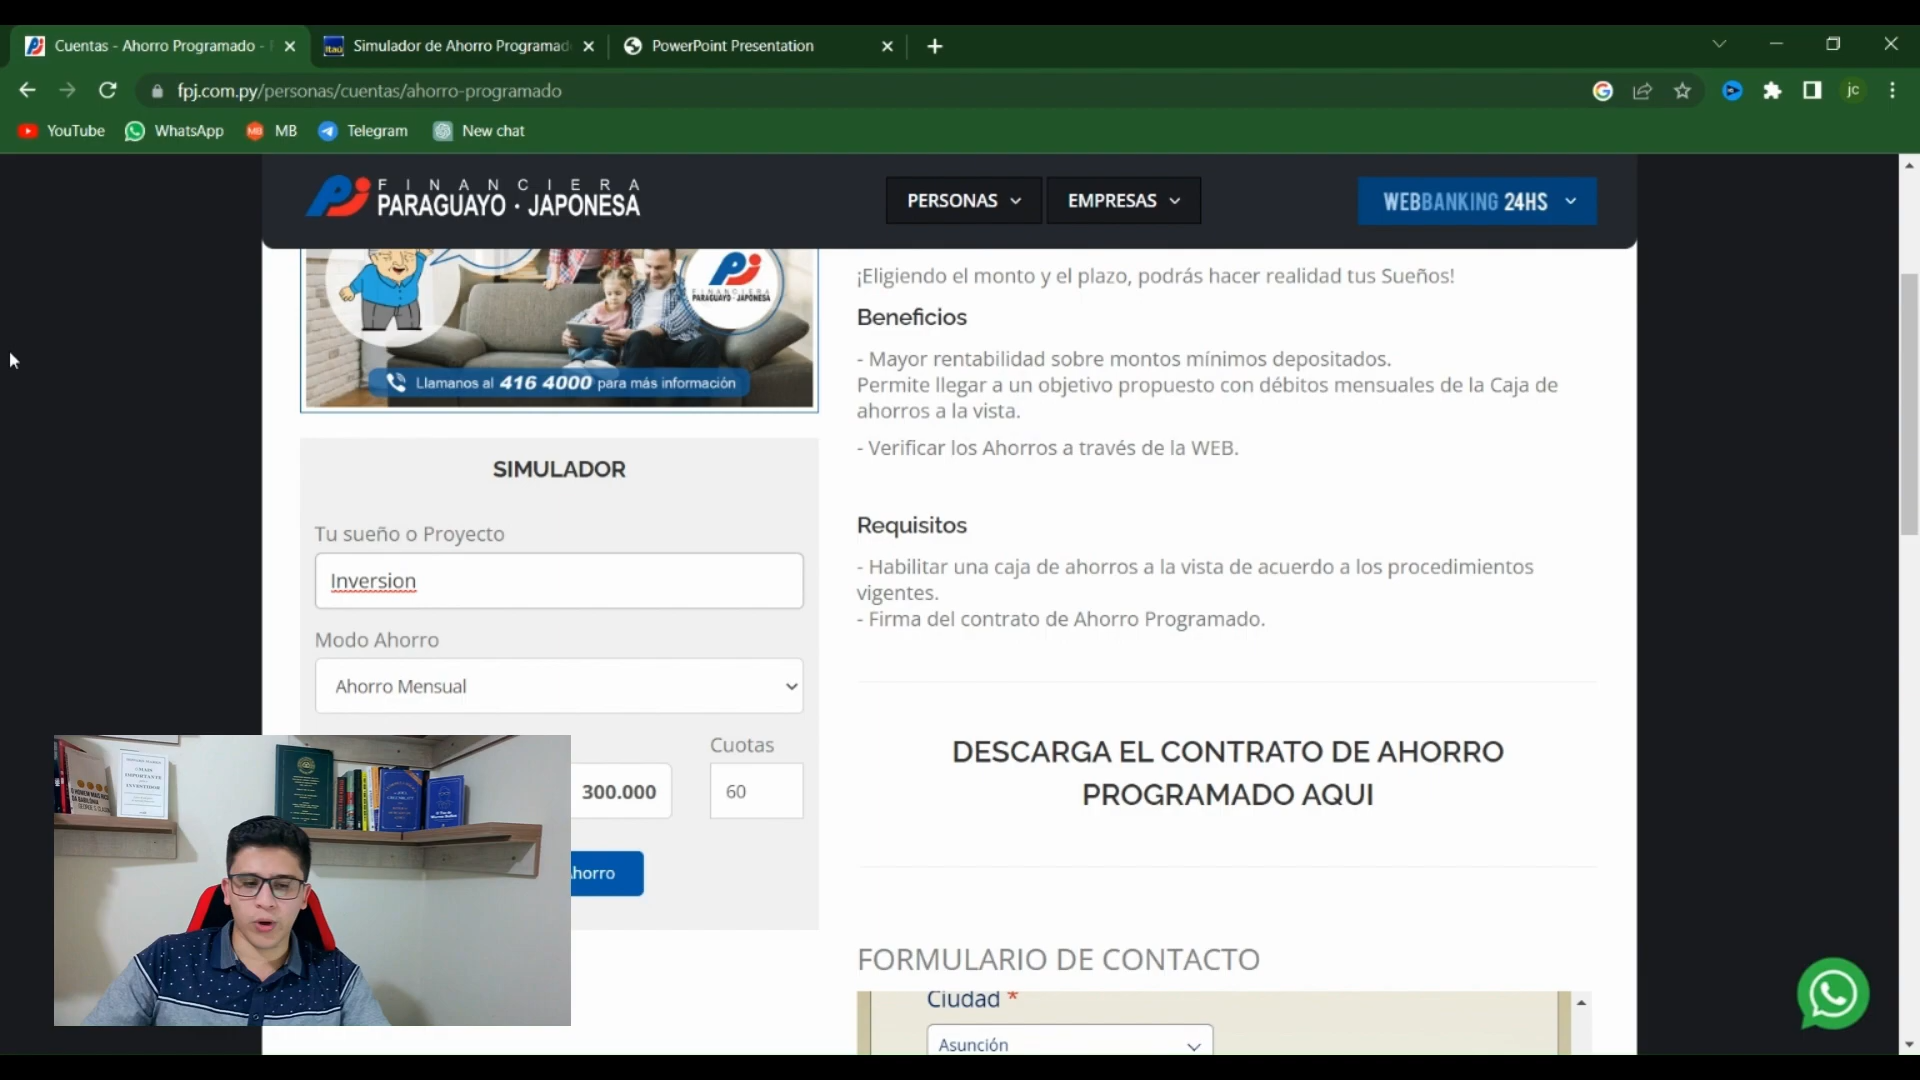 Cuentas - Ahorro Programado -
Simulador de Ahorro Programad
PowerPoint Presentation
fpj.com.py/personas/cuentas/ahorro-programado
jc
YouTube
WhatsApp
MB
MB
Telegram
New chat
FINANCIERA
PARAGUAYO · JAPONESA
PERSONAS
EMPRESAS
WEBBANKING 24HS
FINANCIERA
PARAGUAYO·JAPONESA
Llamanos al 416 4000 para más información
¡Eligiendo el monto y el plazo, podrás hacer realidad tus Sueños!
Beneficios
- Mayor rentabilidad sobre montos mínimos depositados.
Permite llegar a un objetivo propuesto con débitos mensuales de la Caja de
ahorros a la vista.
- Verificar los Ahorros a través de la WEB.
SIMULADOR
Tu sueño o Proyecto
Inversion
Modo Ahorro
Ahorro Mensual
Cuotas
300.000
60
horro
Requisitos
- Habilitar una caja de ahorros a la vista de acuerdo a los procedimientos
vigentes.
- Firma del contrato de Ahorro Programado.
DESCARGA EL CONTRATO DE AHORRO
PROGRAMADO AQUI
FORMULARIO DE CONTACTO
Ciudad *
Asunción